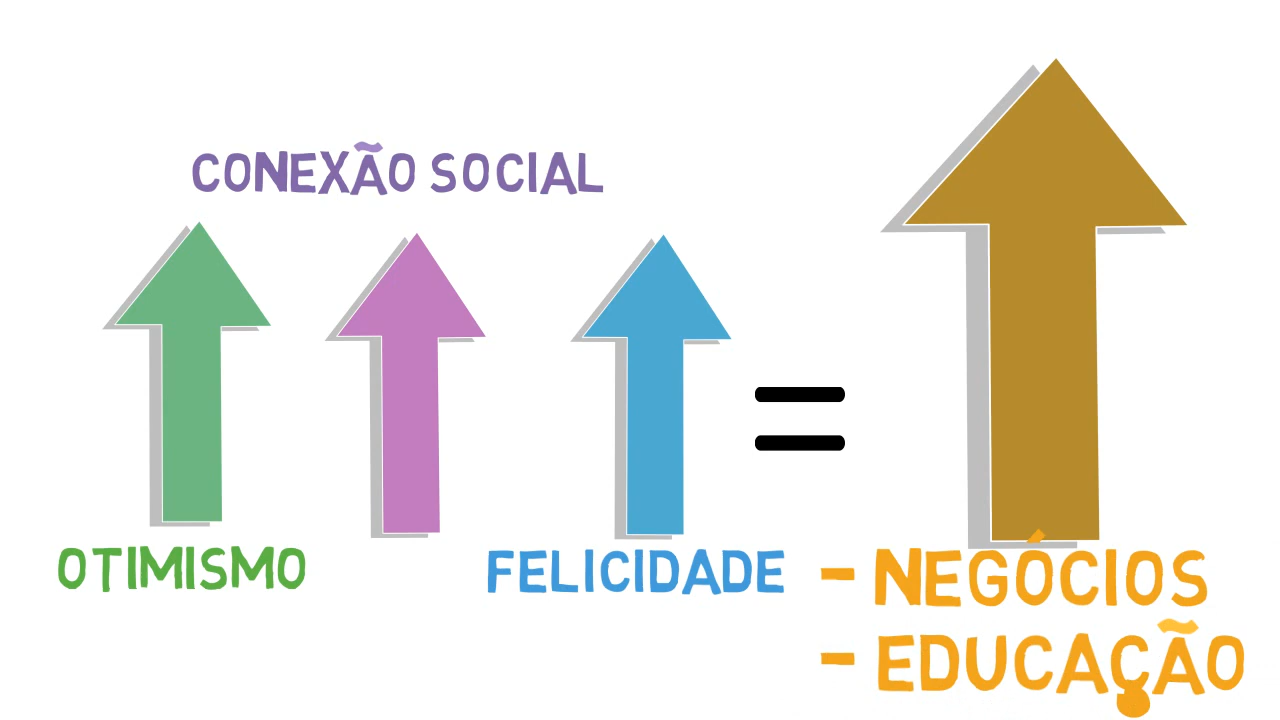 CONEXÃO SOCIAL
=
OTIMISMO
FELICIDADE
- NEGÓCIOS
- EDUCAÇÃO